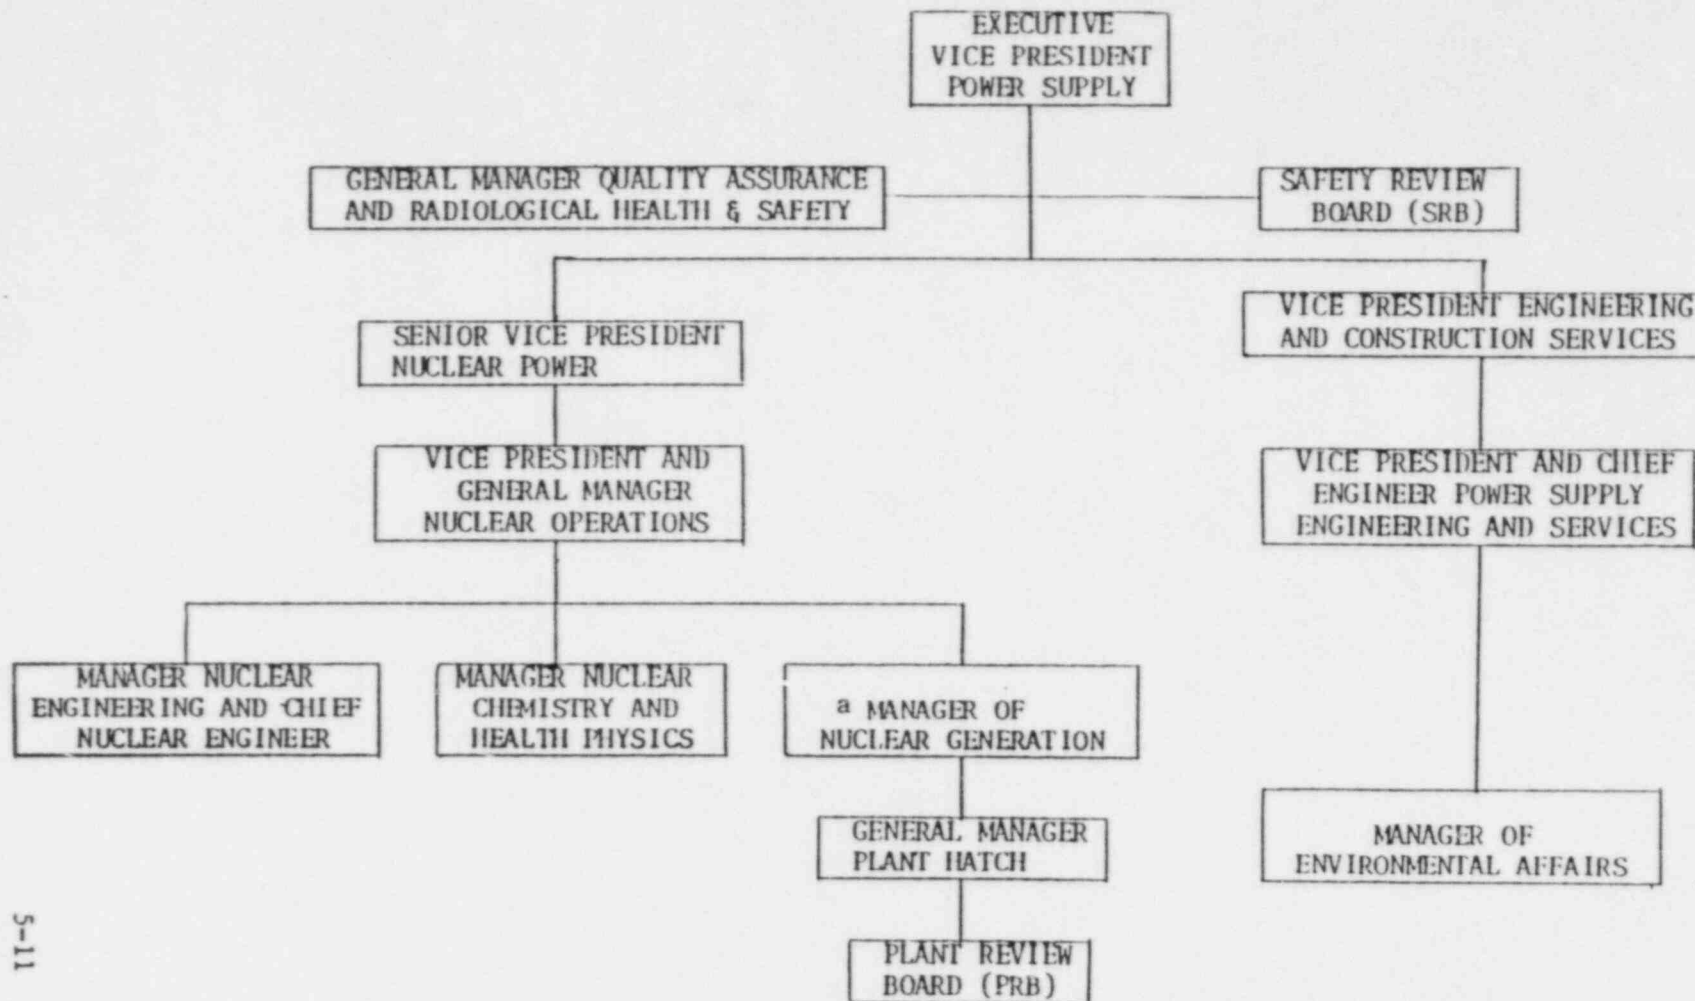 EXECUTIVE
VICE PRESIDENT
POWER SUPPLY
GENERAL MANAGER QUALITY ASSURANCE
AND RADIOLOGICAL HEALTH & SAFETY
SAFETY REVIEW
BOARD (SRB)
SENIOR VICE PRESIDENT
NUCLEAR POWER
VICE PRESIDENT ENGINEERING
AND CONSTRUCTION SERVICES
VICE PRESIDENT AND
GENERAL MANAGER
NUCLEAR OPERATIONS
VICE PRESIDENT AND CHIEF
ENGINEER POWER SUPPLY
ENGINEERING AND SERVICES
MANAGER NUCLEAR
ENGINEERING AND CHIEF
NUCLEAR ENGINEER
MANAGER NUCLEAR
CHEMISTRY AND
HEALTH PHYSICS
a MANAGER OF
NUCLEAR GENERATION
GENERAL MANAGER
PLANT HATCH
MANAGER OF
ENVIRONMENTAL AFFAIRS
PLANT REVIEW
BOARD (PRB)
5-11